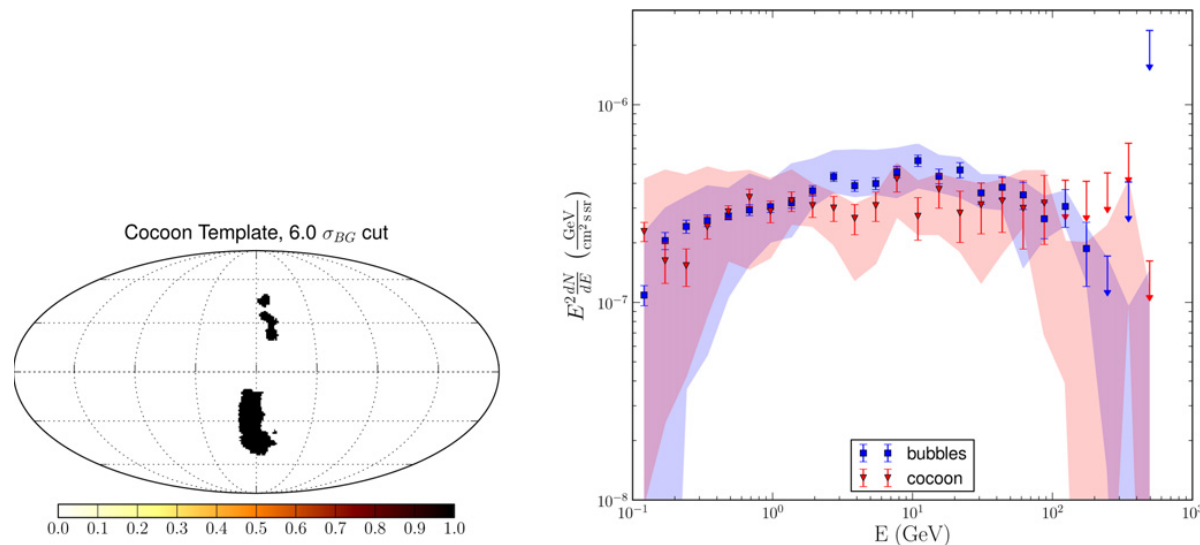 Cocoon Template, 6.0 σ_BG cut
0.0 0.1 0.2 0.3 0.4 0.5 0.6 0.7 0.8 0.9 1.0
10⁻⁶
10⁻⁷
10⁻⁸
E² dN/dE (GeV / cm² s sr)
bubbles
cocoon
10⁻¹ 10⁰ 10¹ 10² 10³
E (GeV)